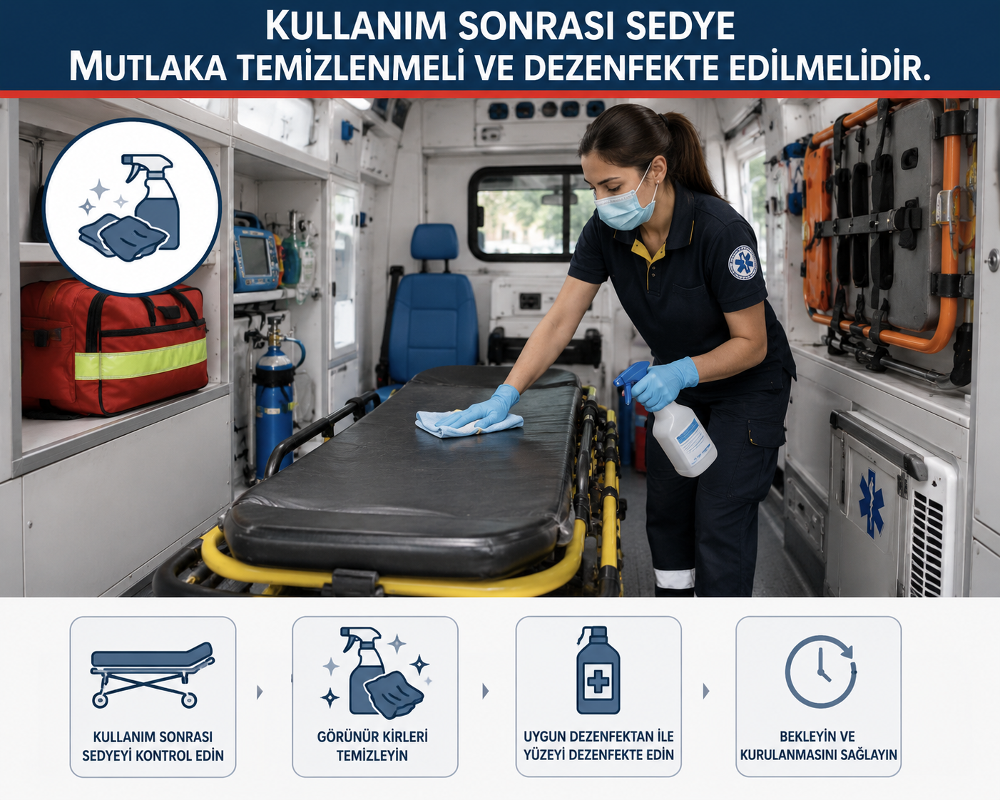 KULLANIM SONRASI SEDYE
MUTLAKA TEMİZLENMELİ VE DEZENFEKTE EDİLMELİDİR.
KULLANIM SONRASI
SEDYEYİ KONTROL EDİN
GÖRÜNÜR KİRLERİ
TEMİZLEYİN
UYGUN DEZENFEKTAN İLE
YÜZEYİ DEZENFEKTE EDİN
BEKLEYİN VE
KURULANMASINI SAĞLAYIN